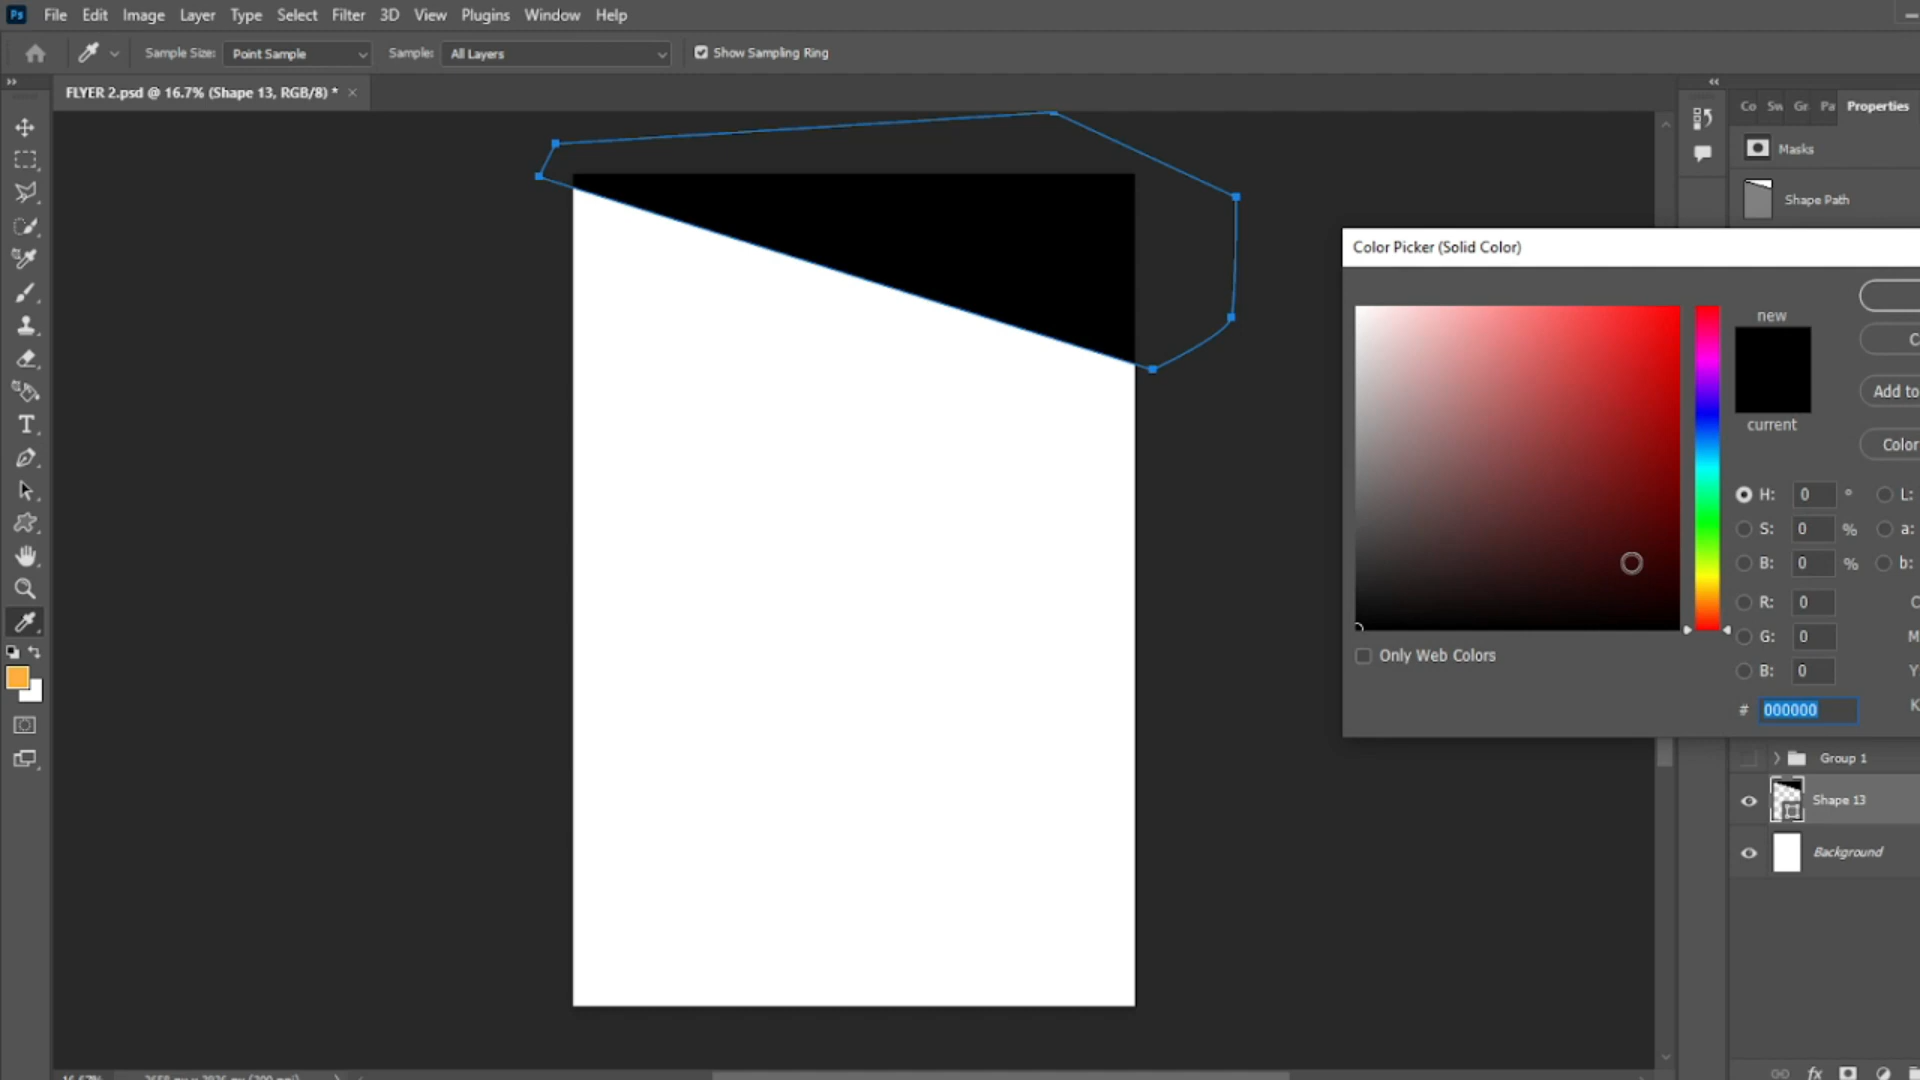 Ps File Edit Image Layer Type Select Filter 3D View Plugins Window Help
Sample Size: Point Sample Sample: All Layers Show Sampling Ring
FLYER 2.psd @ 16.7% (Shape 13, RGB/8) * ×
Co Sw Gr Pa Properties
Masks
Shape Path
Color Picker (Solid Color)
new
C
Add to
current
Color
H: 0 ° L:
S: 0 % a:
B: 0 % b:
R: 0 C
G: 0 M
Only Web Colors
B: 0 Y:
# 000000 K
Group 1
Shape 13
Background
fx